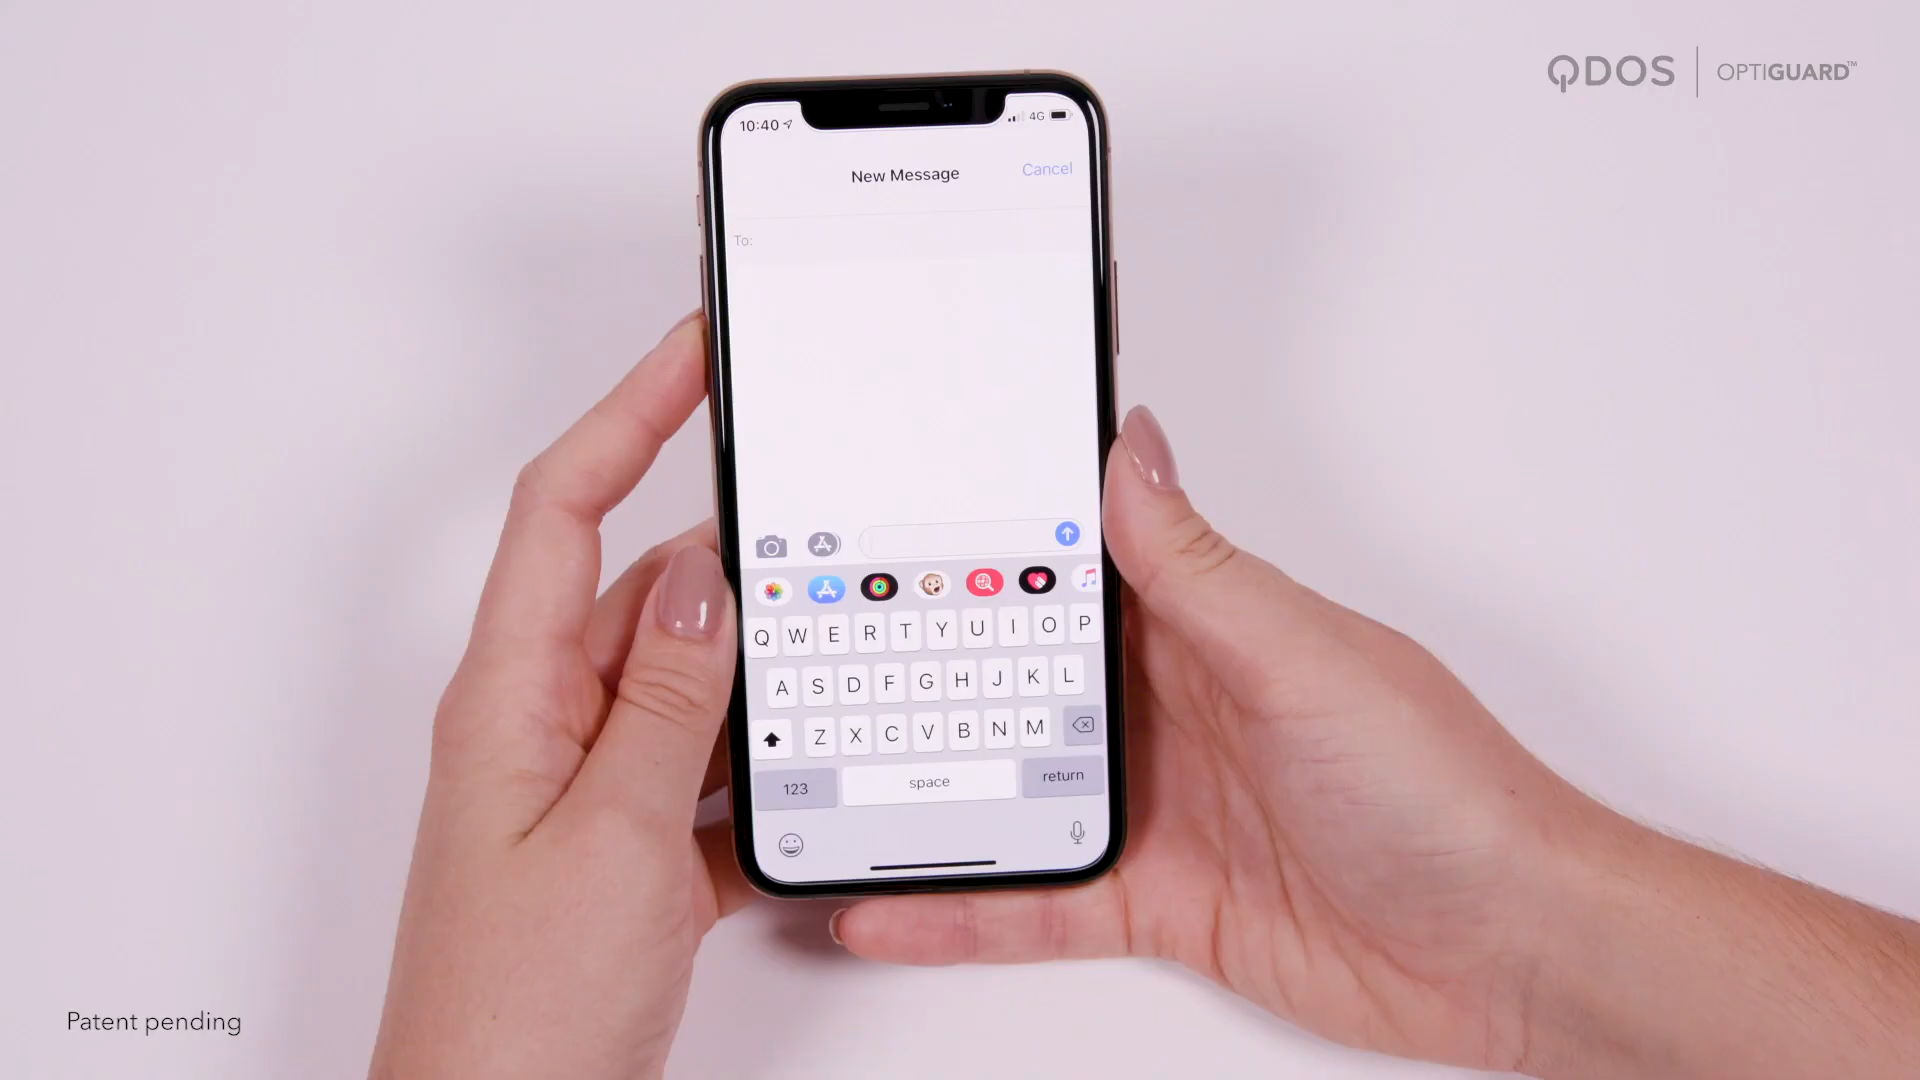 QDOS | OPTIGUARD™
10:40
4G
New Message
Cancel
To:
Q W E R T Y U I O P
A S D F G H J K L
Z X C V B N M
123
space
return
Patent pending